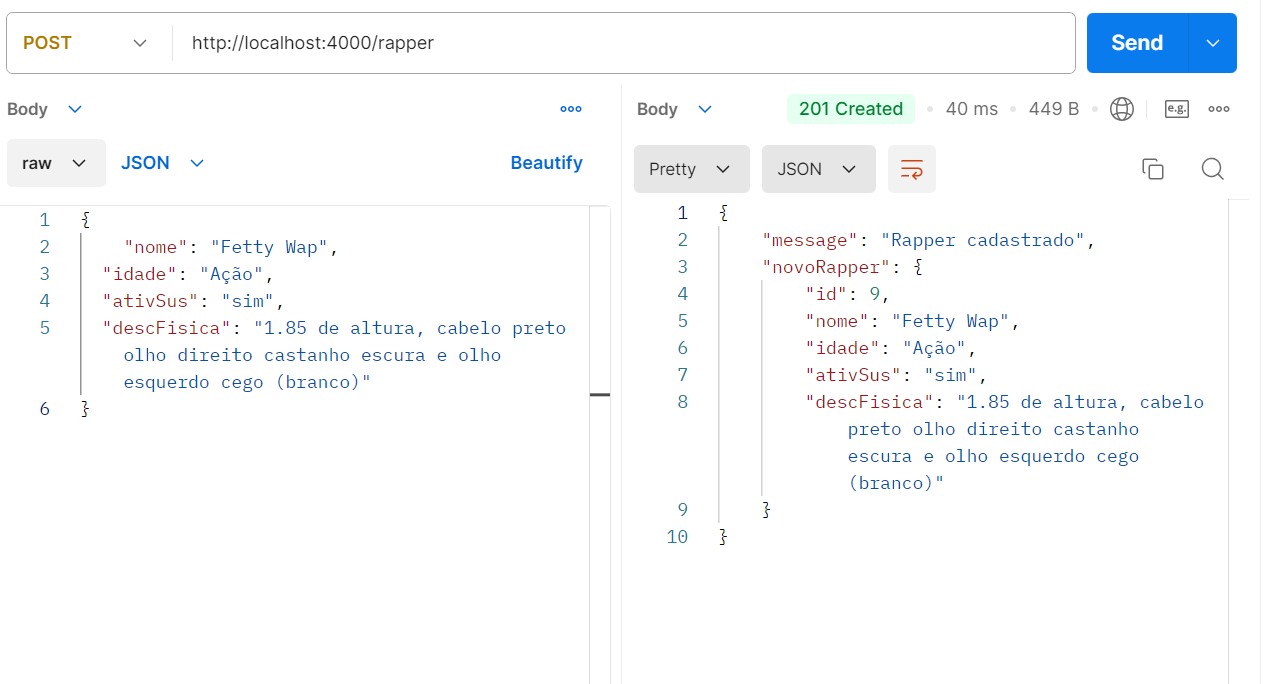 POST http://localhost:4000/rapper Send
Body
raw JSON Beautify
1 {
2 "nome": "Fetty Wap",
3 "idade": "Ação",
4 "ativSus": "sim",
5 "descFisica": "1.85 de altura, cabelo preto
olho direito castanho escura e olho
esquerdo cego (branco)"
6 }
Body 201 Created 40 ms 449 B e.g.
Pretty JSON
1 {
2 "message": "Rapper cadastrado",
3 "novoRapper": {
4 "id": 9,
5 "nome": "Fetty Wap",
6 "idade": "Ação",
7 "ativSus": "sim",
8 "descFisica": "1.85 de altura, cabelo
preto olho direito castanho
escura e olho esquerdo cego
(branco)"
9 }
10 }